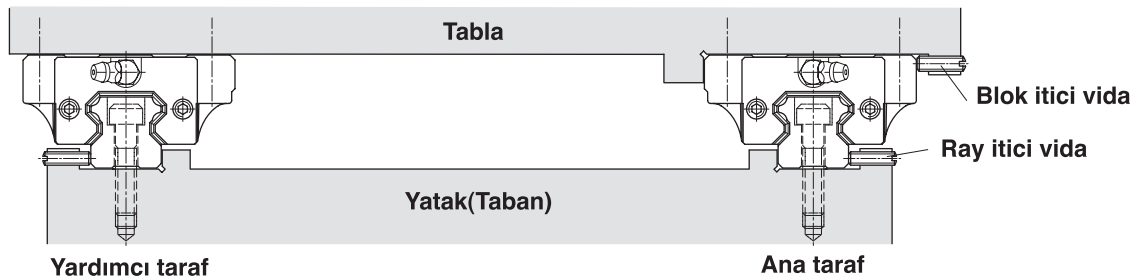 Tabla
Blok itici vida
Ray itici vida
Yatak(Taban)
Yardımcı taraf
Ana taraf